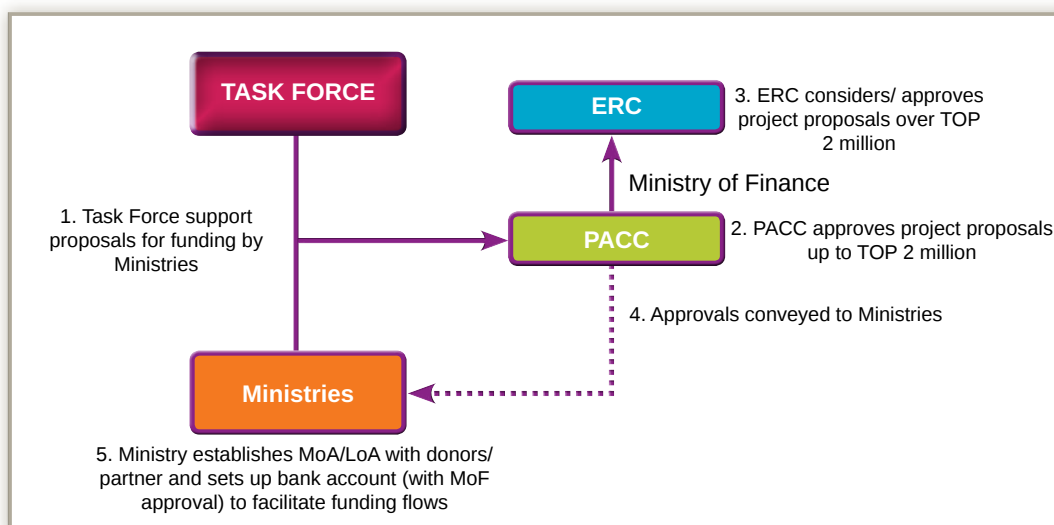 TASK FORCE
ERC
3. ERC considers/ approves
project proposals over TOP
2 million
Ministry of Finance
1. Task Force support
proposals for funding by
Ministries
PACC
2. PACC approves project proposals
up to TOP 2 million
4. Approvals conveyed to Ministries
Ministries
5. Ministry establishes MoA/LoA with donors/
partner and sets up bank account (with MoF
approval) to facilitate funding flows